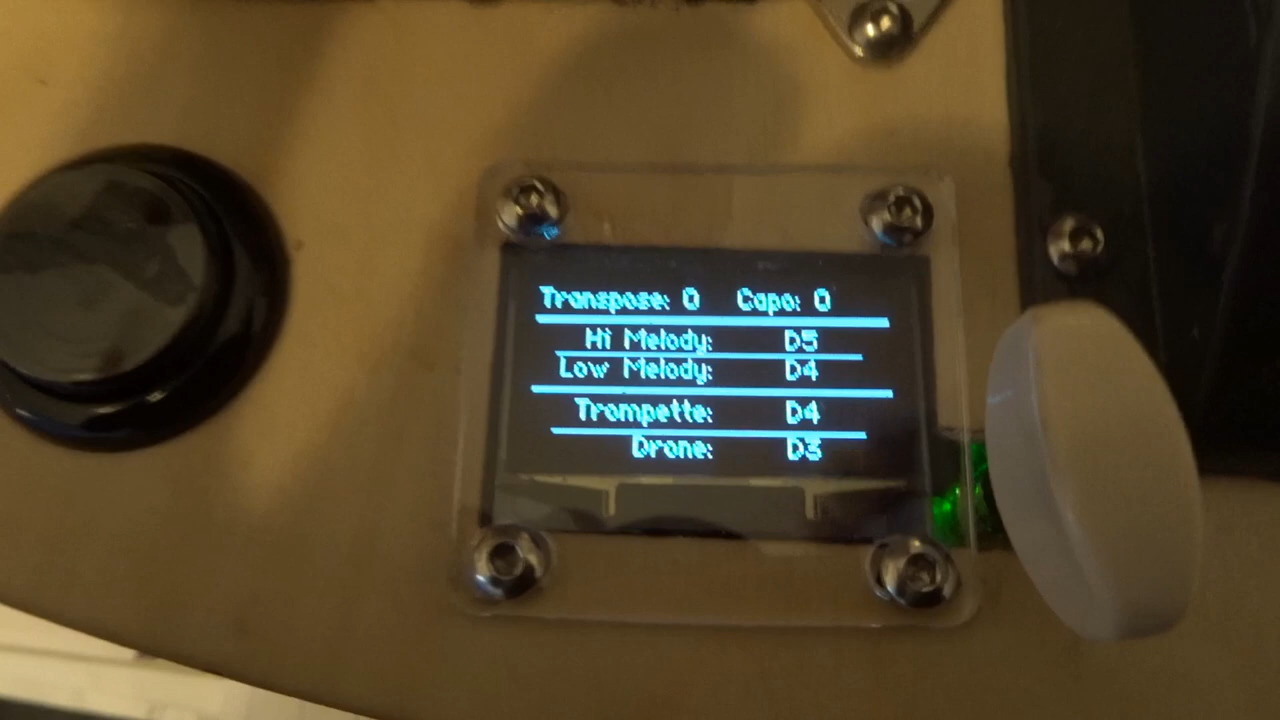 Transpose: 0 Capo: 0
Hi Melody: D5
Low Melody: D4
Trompette: D4
Drone: D3